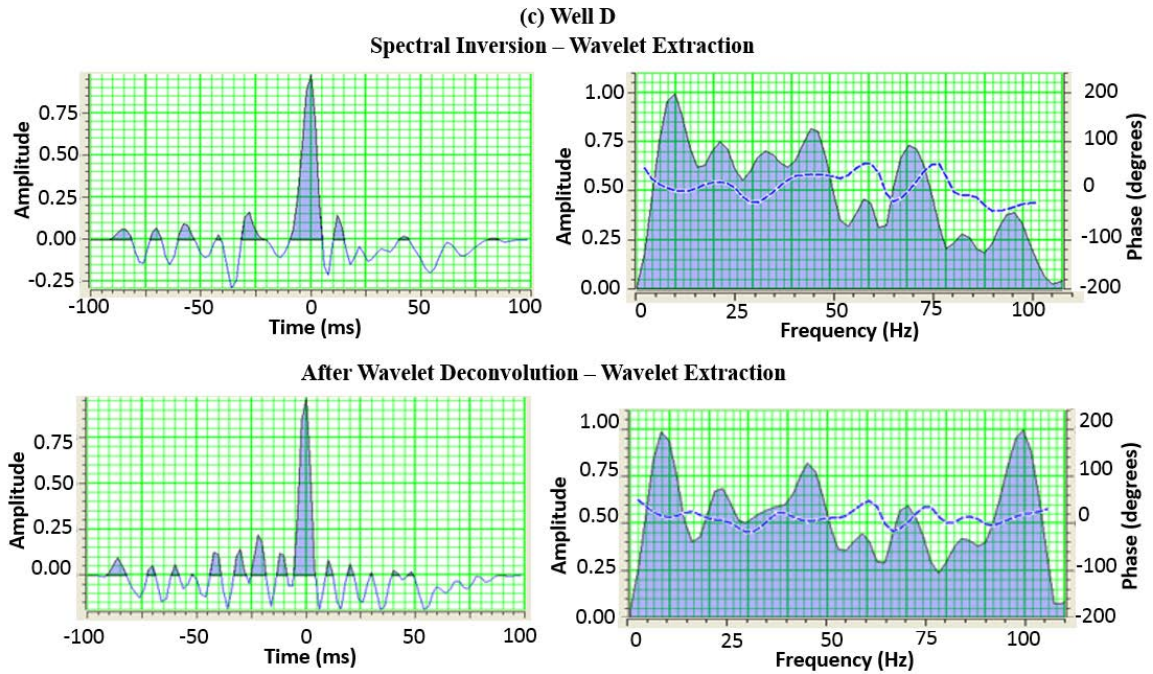 (c) Well D
Spectral Inversion – Wavelet Extraction
Amplitude
0.75
0.50
0.25
0.00
-0.25
-100 -50 0 50 100
Time (ms)
Amplitude
1.00
0.75
0.50
0.25
0.00
0 25 50 75 100
Frequency (Hz)
200
100
0
-100
-200
Phase (degrees)
After Wavelet Deconvolution – Wavelet Extraction
Amplitude
0.75
0.50
0.25
0.00
-100 -50 0 50 100
Time (ms)
Amplitude
1.00
0.75
0.50
0.25
0.00
0 25 50 75 100
Frequency (Hz)
200
100
0
-100
-200
Phase (degrees)